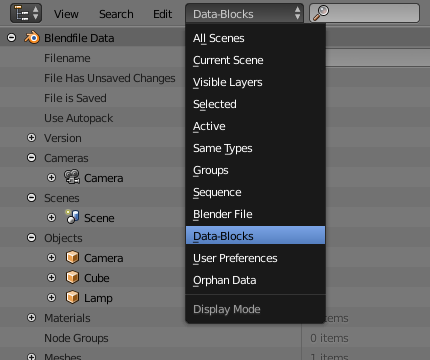 View Search Edit Data-Blocks
Blendfile Data
Filename
File Has Unsaved Changes
File is Saved
Use Autopack
Version
Cameras
Camera
Scenes
Scene
Objects
Camera
Cube
Lamp
Materials
Node Groups
Meshes
All Scenes
Current Scene
Visible Layers
Selected
Active
Same Types
Groups
Sequence
Blender File
Data-Blocks
User Preferences
Orphan Data
Display Mode
items
0 items
items